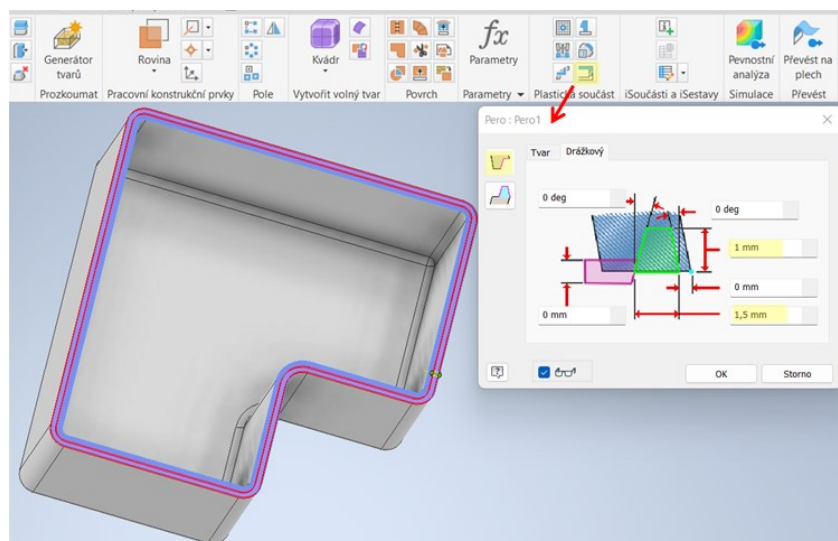 Generátor
tvarů
Rovina
Kvádr
fx
Parametry
Pevnostní
analýza
Převést na
plech
Prozkoumat
Pracovní konstrukční prvky
Pole
Vytvořit volný tvar
Povrch
Parametry
Plastická součást
iSoučásti a iSestavy
Simulace
Převést
Pero : Pero1
Tvar
Drážkový
0 deg
0 deg
1 mm
0 mm
0 mm
1,5 mm
OK
Storno